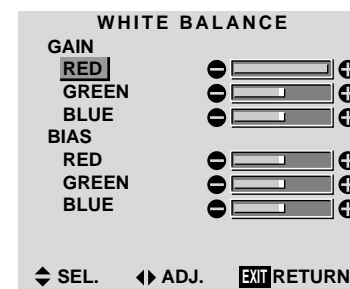 WHITE BALANCE
GAIN
RED
GREEN
BLUE
BIAS
RED
GREEN
BLUE
SEL. ADJ. EXIT RETURN